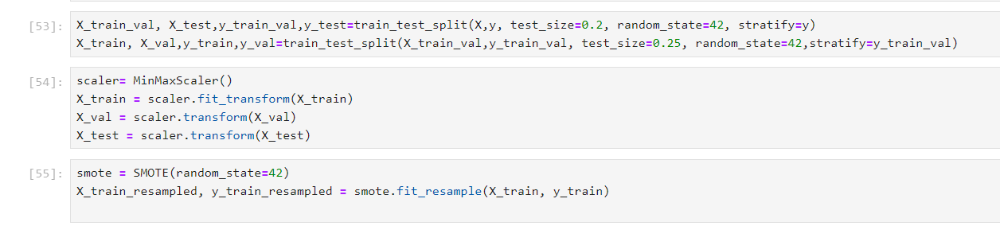 [53]: X_train_val, X_test,y_train_val,y_test=train_test_split(X,y, test_size=0.2, random_state=42, stratify=y)
X_train, X_val,y_train,y_val=train_test_split(X_train_val,y_train_val, test_size=0.25, random_state=42,stratify=y_train_val)
[54]: scaler= MinMaxScaler()
X_train = scaler.fit_transform(X_train)
X_val = scaler.transform(X_val)
X_test = scaler.transform(X_test)
[55]: smote = SMOTE(random_state=42)
X_train_resampled, y_train_resampled = smote.fit_resample(X_train, y_train)